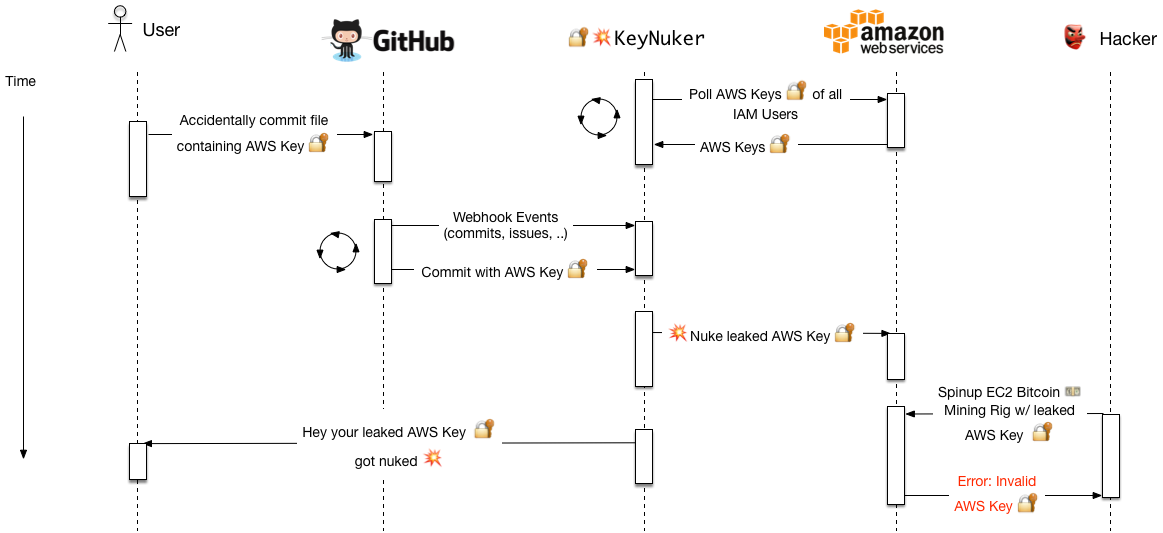 User
GitHub
KeyNuker
amazon
web services
Hacker
Time
Poll AWS Keys of all
IAM Users
Accidentally commit file
containing AWS Key
AWS Keys
Webhook Events
(commits, issues, ..)
Commit with AWS Key
Nuke leaked AWS Key
Spinup EC2 Bitcoin
Mining Rig w/ leaked
AWS Key
Hey your leaked AWS Key
got nuked
Error: Invalid
AWS Key